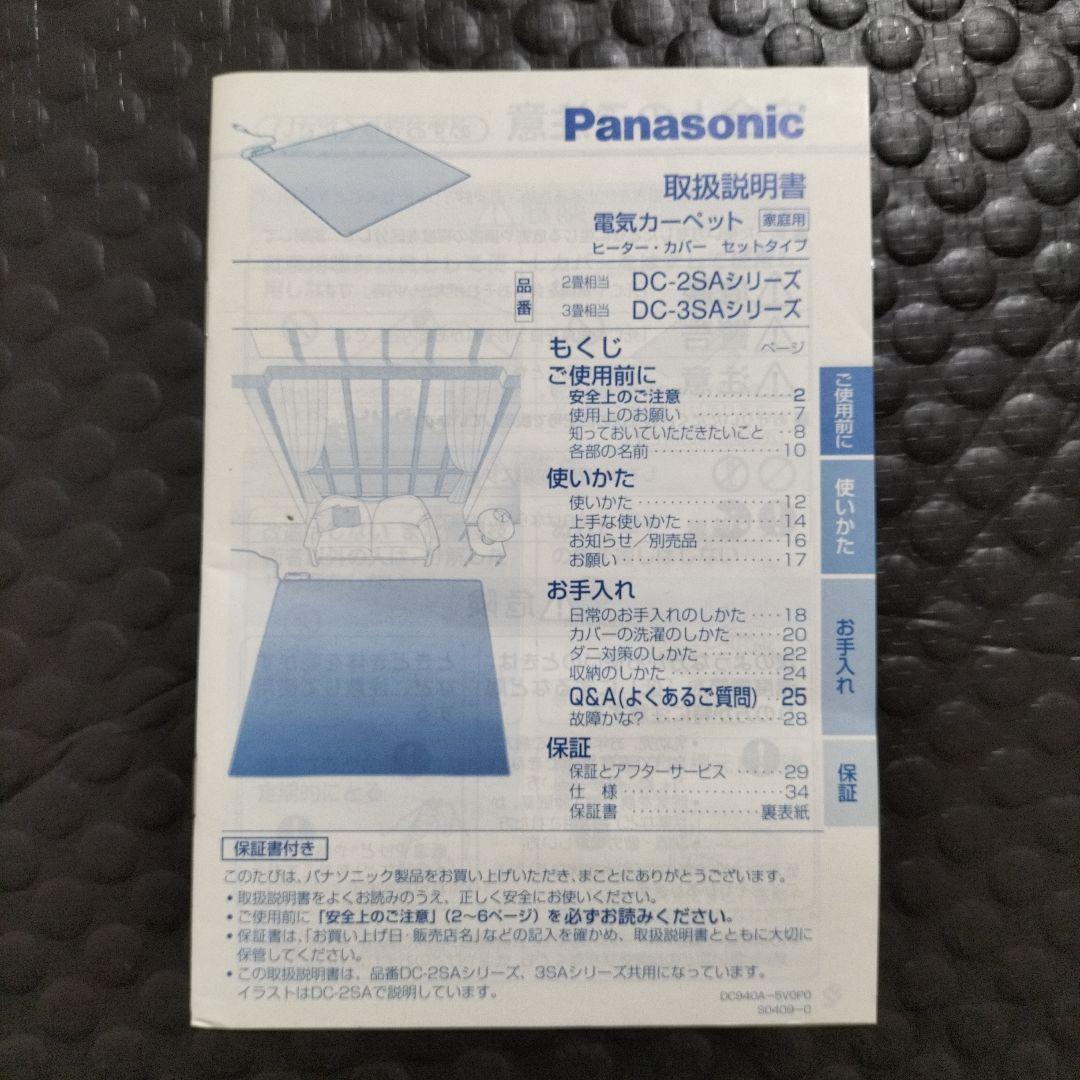 Panasonic
取扱説明書
電気カーペット 家庭用
ヒーター・カバー セットタイプ
品番
2畳相当 DC-2SAシリーズ
3畳相当 DC-3SAシリーズ
もくじ ページ
ご使用前に
安全上のご注意 ・・・・・・・・・・ 2
使用上のお願い ・・・・・・・・・・ 7
知っておいていただきたいこと ・・8
各部の名前 ・・・・・・・・・・・・ 10
使いかた
使いかた ・・・・・・・・・・・・・ 12
上手な使いかた ・・・・・・・・・・ 14
お知らせ／別売品 ・・・・・・・・・ 16
お願い ・・・・・・・・・・・・・・ 17
お手入れ
日常のお手入れのしかた ・・・・18
カバーの洗濯のしかた ・・・・・・20
ダニ対策のしかた ・・・・・・・・・22
収納のしかた ・・・・・・・・・・・24
Q&A(よくあるご質問) ・・25
故障かな? ・・・・・・・・・・・・28
保証
保証とアフターサービス ・・・・・・29
仕 様 ・・・・・・・・・・・・・・34
保証書 ・・・・・・・・・・・・裏表紙
ご使用前に
使いかた
お手入れ
保証
保証書付き
このたびは、パナソニック製品をお買い上げいただき、まことにありがとうございます。
・取扱説明書をよくお読みのうえ、正しく安全にお使いください。
・ご使用前に「安全上のご注意」(2〜6ページ)を必ずお読みください。
・保証書は、「お買い上げ日・販売店名」などの記入を確かめ、取扱説明書とともに大切に
保管してください。
・この取扱説明書は、品番DC-2SAシリーズ、3SAシリーズ共用になっています。
イラストはDC-2SAで説明しています。
DC940A-5V0P0
S0409-0